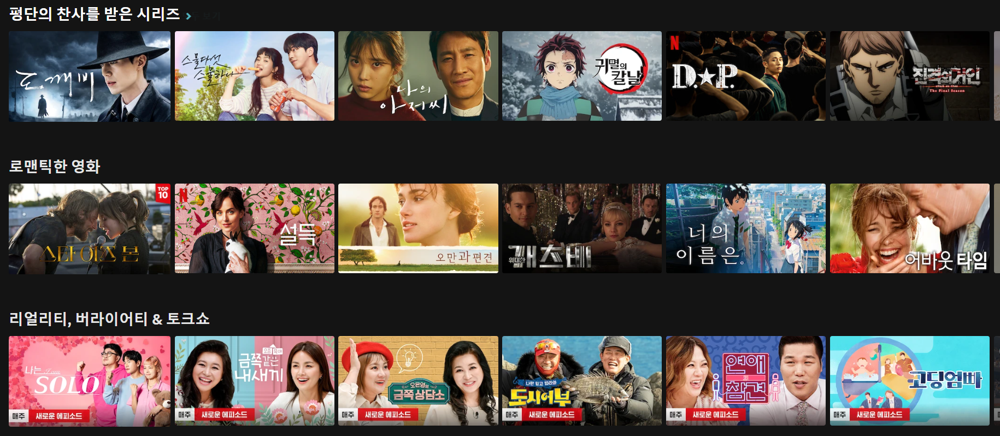 평단의 찬사를 받은 시리즈
도깨비
스물다섯
스물하나
나의
아저씨
귀멸의
칼날
N
D.P.
진격의 거인
attack on titan
The Final Season
로맨틱한 영화
스타 이즈 본
TOP
10
N
설득
오만과 편견
위대한
개츠비
너의
이름은。
어바웃 타임
리얼리티, 버라이어티 & 토크쇼
나는 I am
SOLO
매주 새로운 에피소드
요즘 육아
금쪽같은
내새끼
매주 새로운 에피소드
오은영의
금쪽 상담소
매주 새로운 에피소드
나만 믿고 따라와
도시어부
매주 새로운 에피소드
연애
의
참견
매주 새로운 에피소드
고딩엄빠
매주 새로운 에피소드